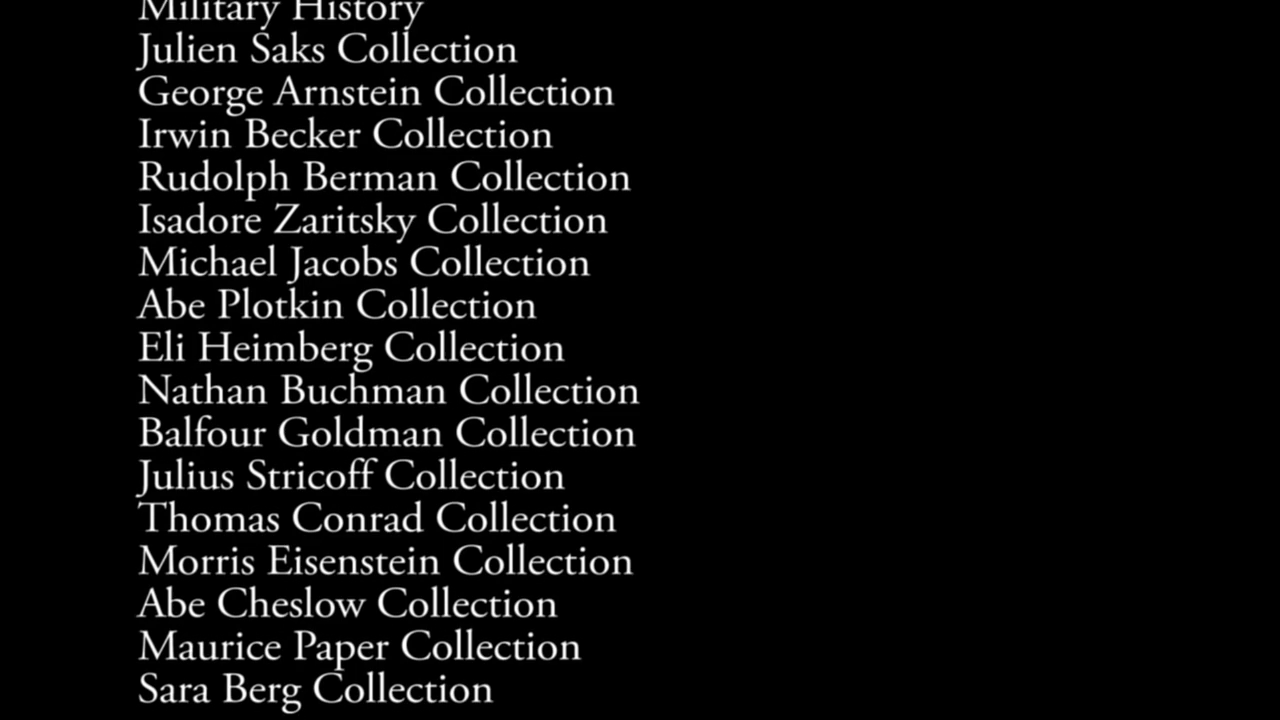 Military History
Julien Saks Collection
George Arnstein Collection
Irwin Becker Collection
Rudolph Berman Collection
Isadore Zaritsky Collection
Michael Jacobs Collection
Abe Plotkin Collection
Eli Heimberg Collection
Nathan Buchman Collection
Balfour Goldman Collection
Julius Stricoff Collection
Thomas Conrad Collection
Morris Eisenstein Collection
Abe Cheslow Collection
Maurice Paper Collection
Sara Berg Collection